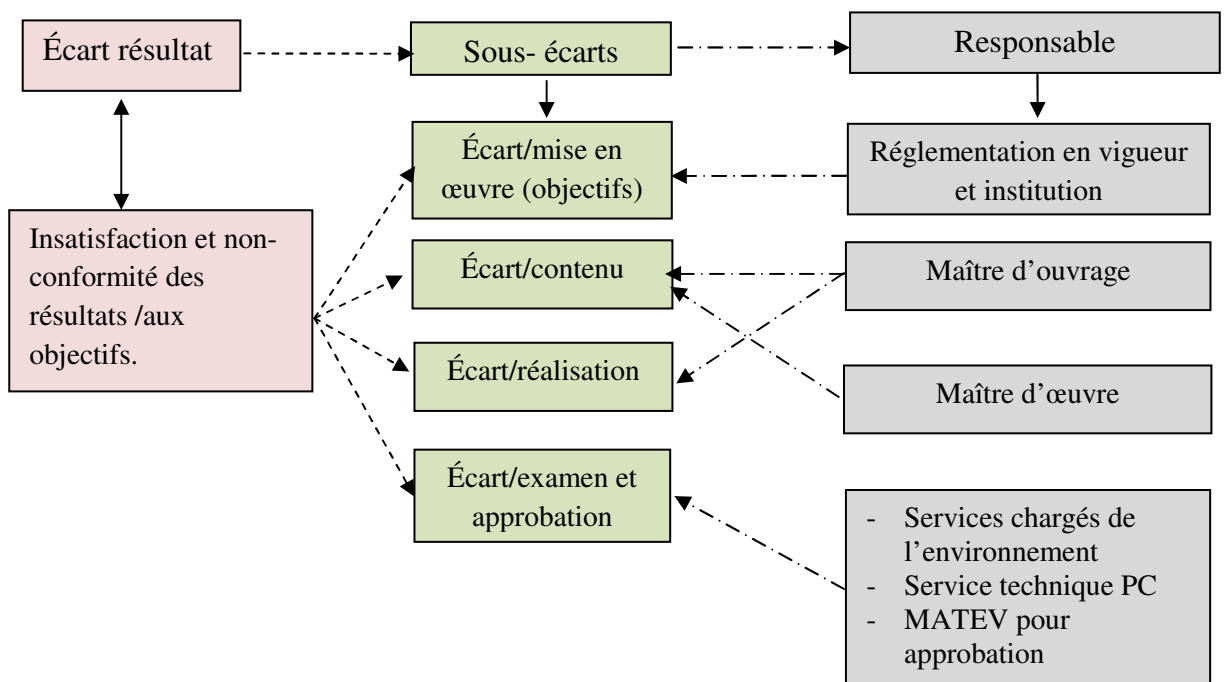 Écart résultat
Sous- écarts
Responsable
Écart/mise en
œuvre (objectifs)
Réglementation en vigueur
et institution
Insatisfaction et non-
conformité des
résultats /aux
objectifs.
Écart/contenu
Maître d’ouvrage
Écart/réalisation
Maître d’œuvre
Écart/examen et
approbation
- Services chargés de
l’environnement
- Service technique PC
- MATEV pour
approbation